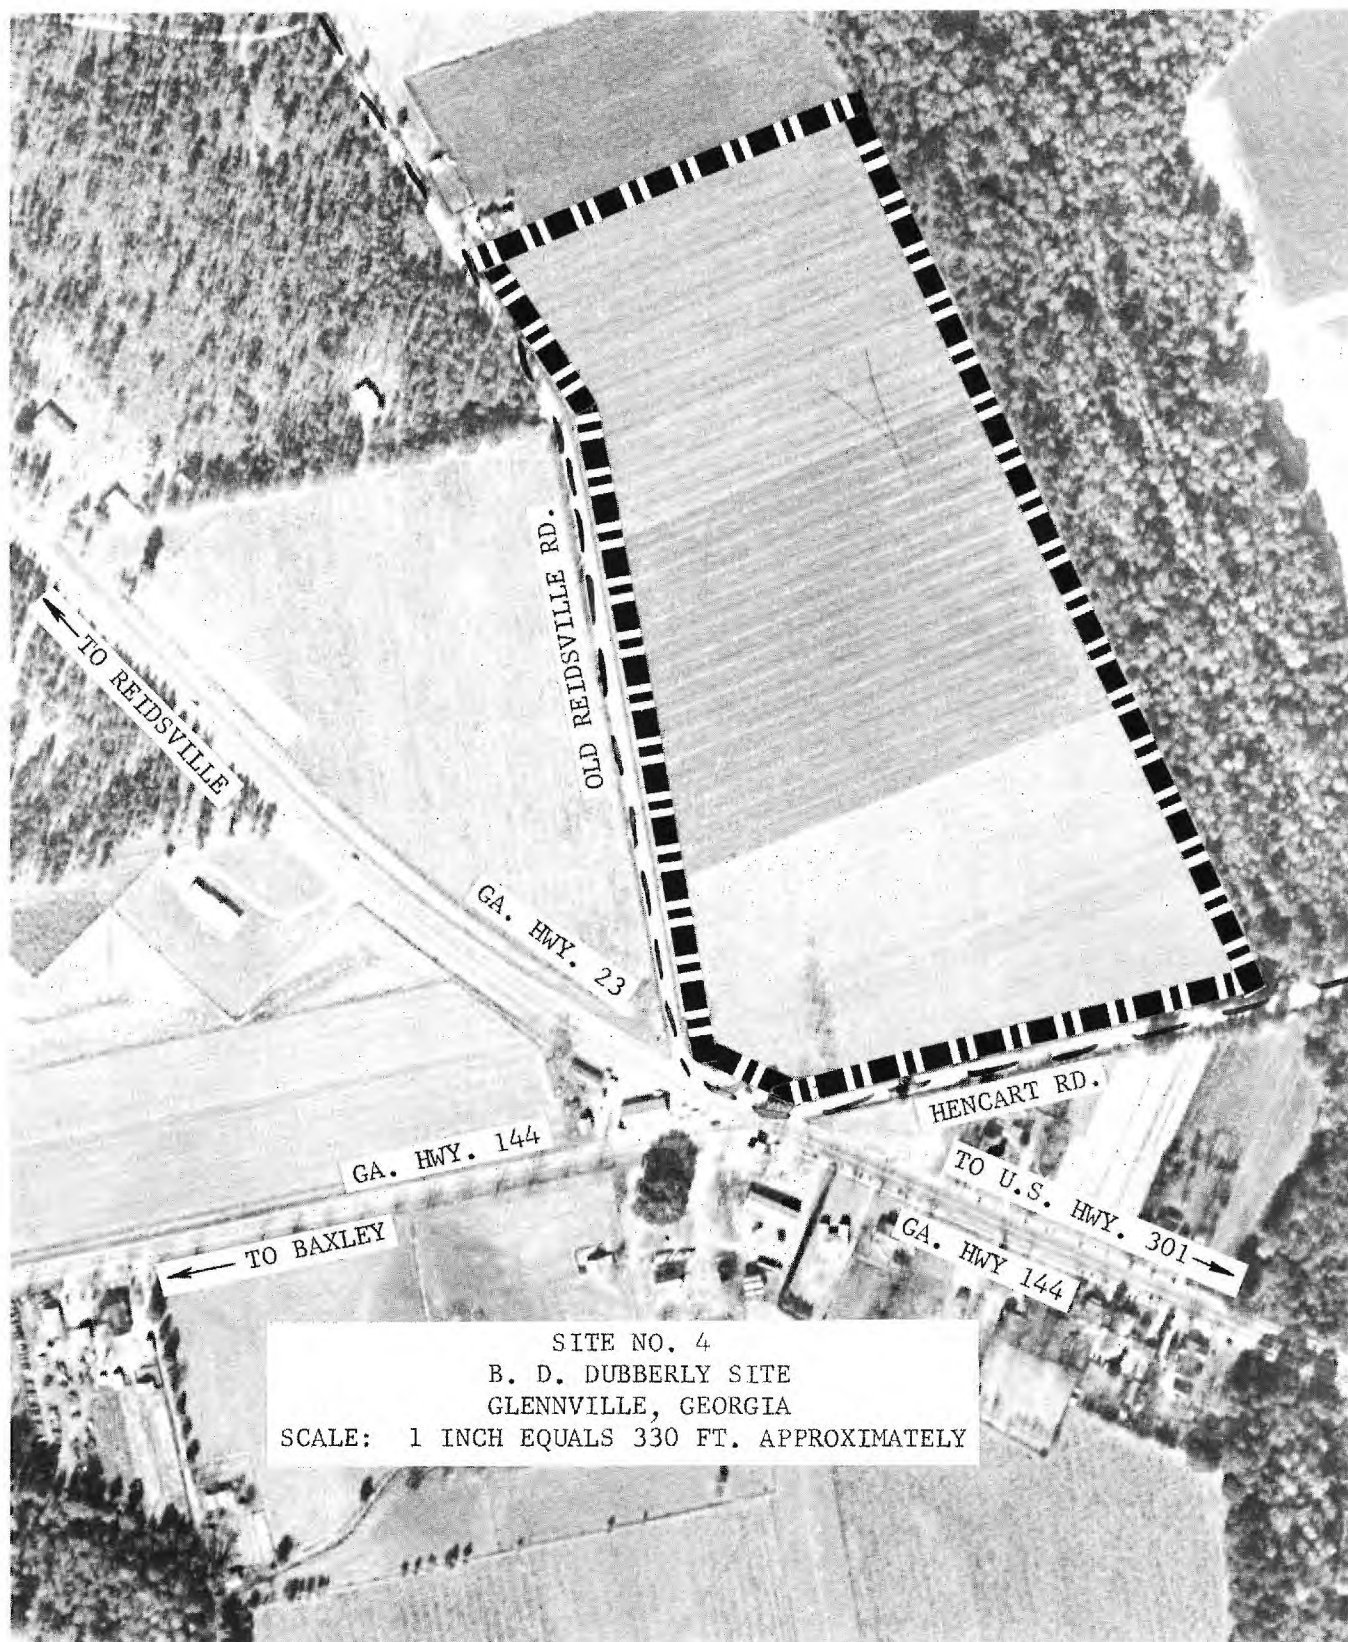 OLD REIDSVILLE RD.
TO REIDSVILLE
GA. HWY. 23
HENCART RD.
GA. HWY. 144
TO U.S. HWY. 301
TO BAXLEY
GA. HWY 144
SITE NO. 4
B. D. DUBBERLY SITE
GLENNVILLE, GEORGIA
SCALE: 1 INCH EQUALS 330 FT. APPROXIMATELY